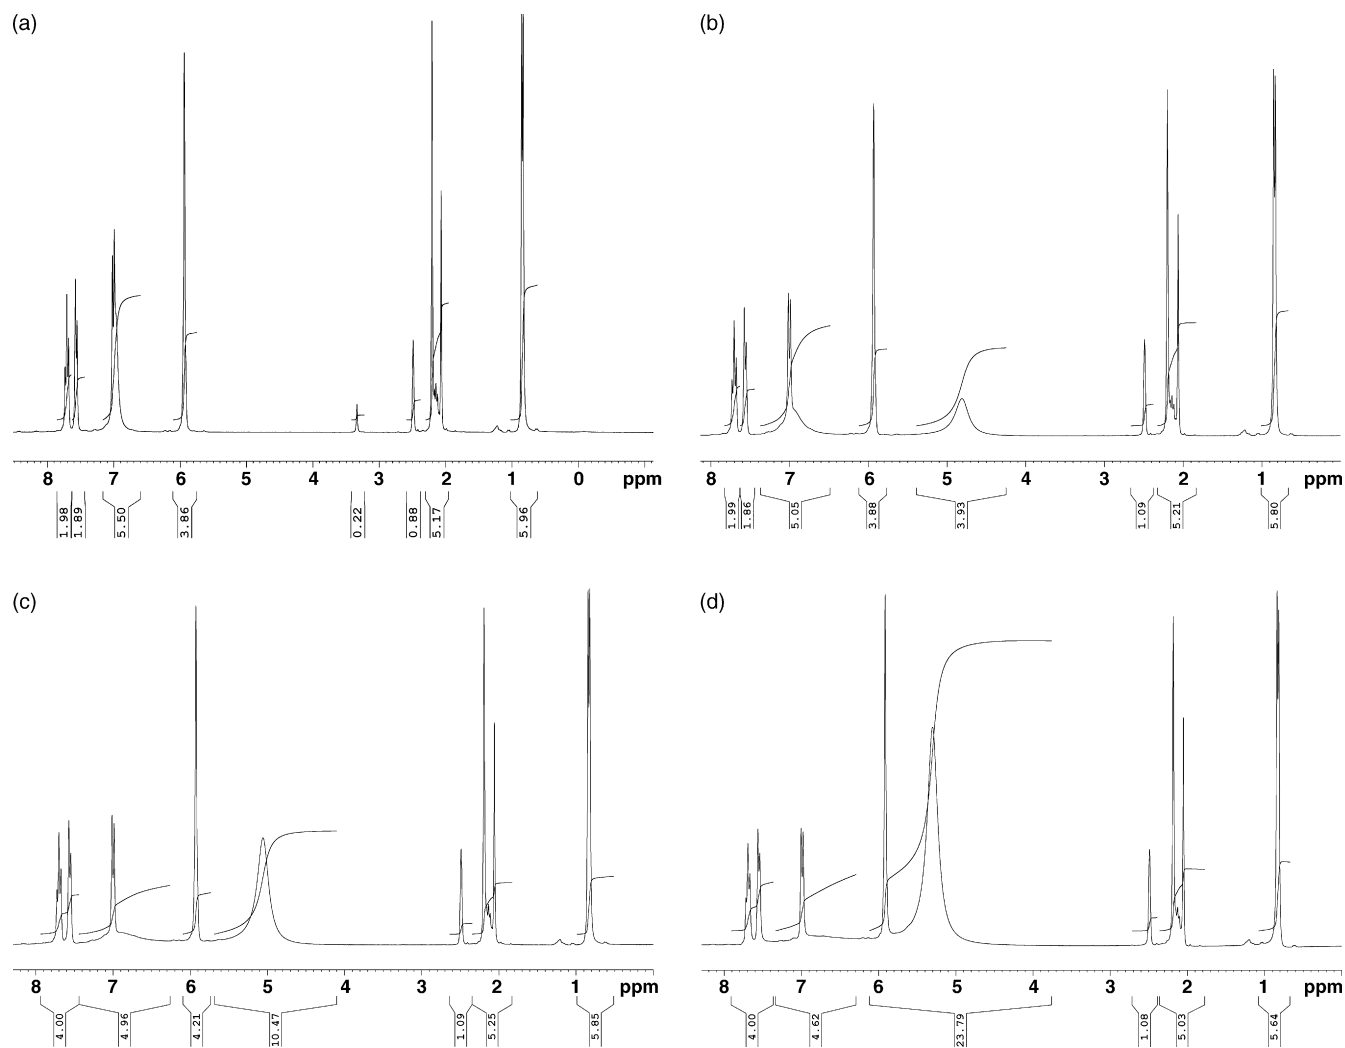 (a)
8 7 6 5 4 3 2 1 0 ppm
1.98 1.89 5.50 3.86 0.22 0.88 5.17 5.96
(b)
8 7 6 5 4 3 2 1 ppm
1.99 1.86 5.05 3.88 3.93 1.09 5.21 5.80
(c)
8 7 6 5 4 3 2 1 ppm
4.00 4.96 4.21 10.47 1.09 5.25 5.85
(d)
8 7 6 5 4 3 2 1 ppm
4.00 4.62 23.79 1.08 5.03 5.64